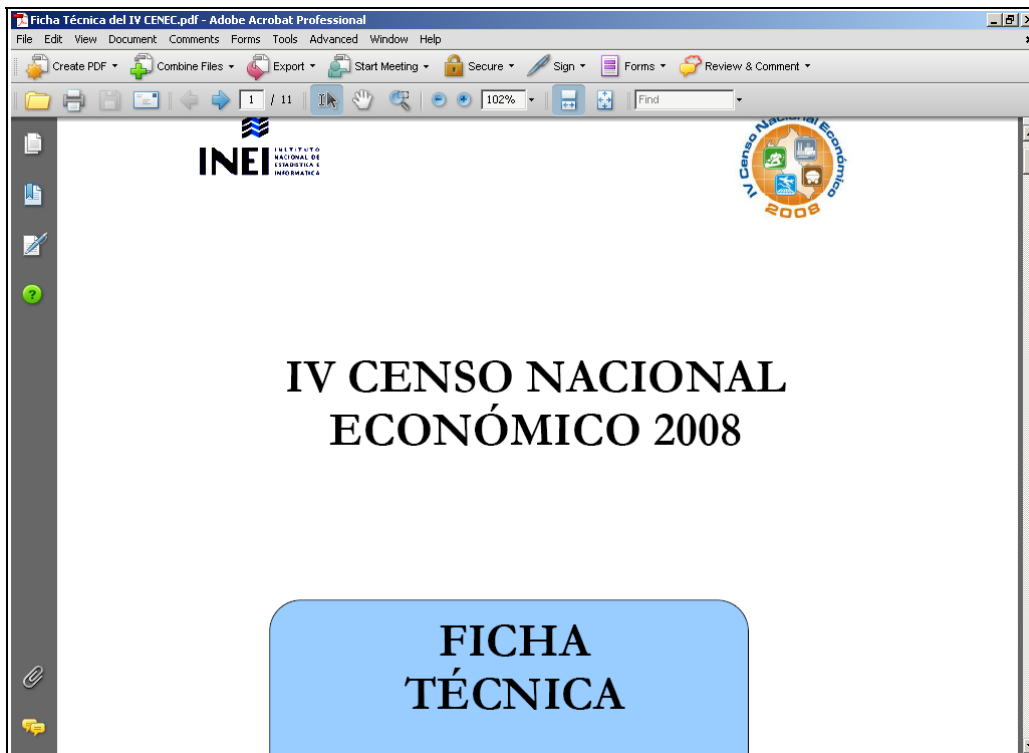 Ficha Técnica del IV CENEC.pdf - Adobe Acrobat Professional
File Edit View Document Comments Forms Tools Advanced Window Help
Create PDF Combine Files Export Start Meeting Secure Sign Forms Review & Comment
1 / 11 102% Find
INEI INSTITUTO
NACIONAL DE
ESTADISTICA E
INFORMATICA
IV Censo Nacional Económico
2008
IV CENSO NACIONAL
ECONÓMICO 2008
FICHA
TÉCNICA